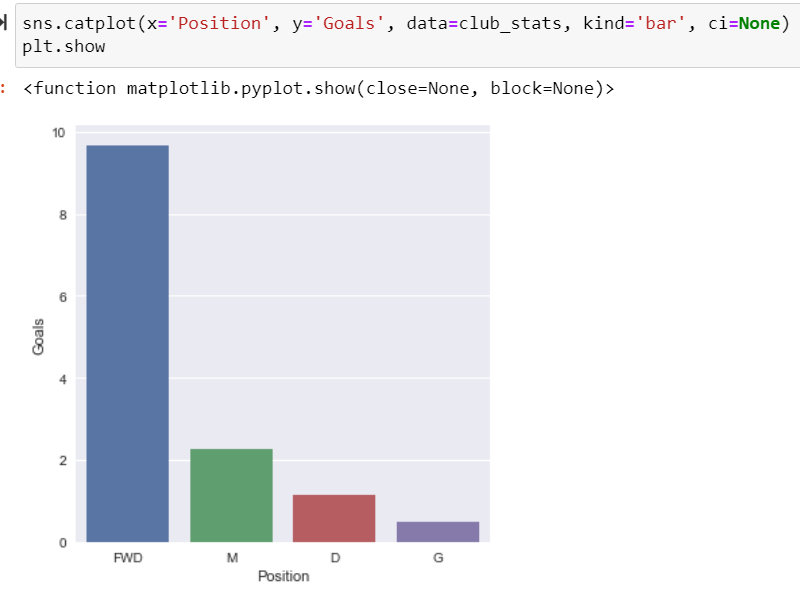 sns.catplot(x='Position', y='Goals', data=club_stats, kind='bar', ci=None)
plt.show
<function matplotlib.pyplot.show(close=None, block=None)>
10
8
6
4
2
0
Goals
FWD M D G
Position